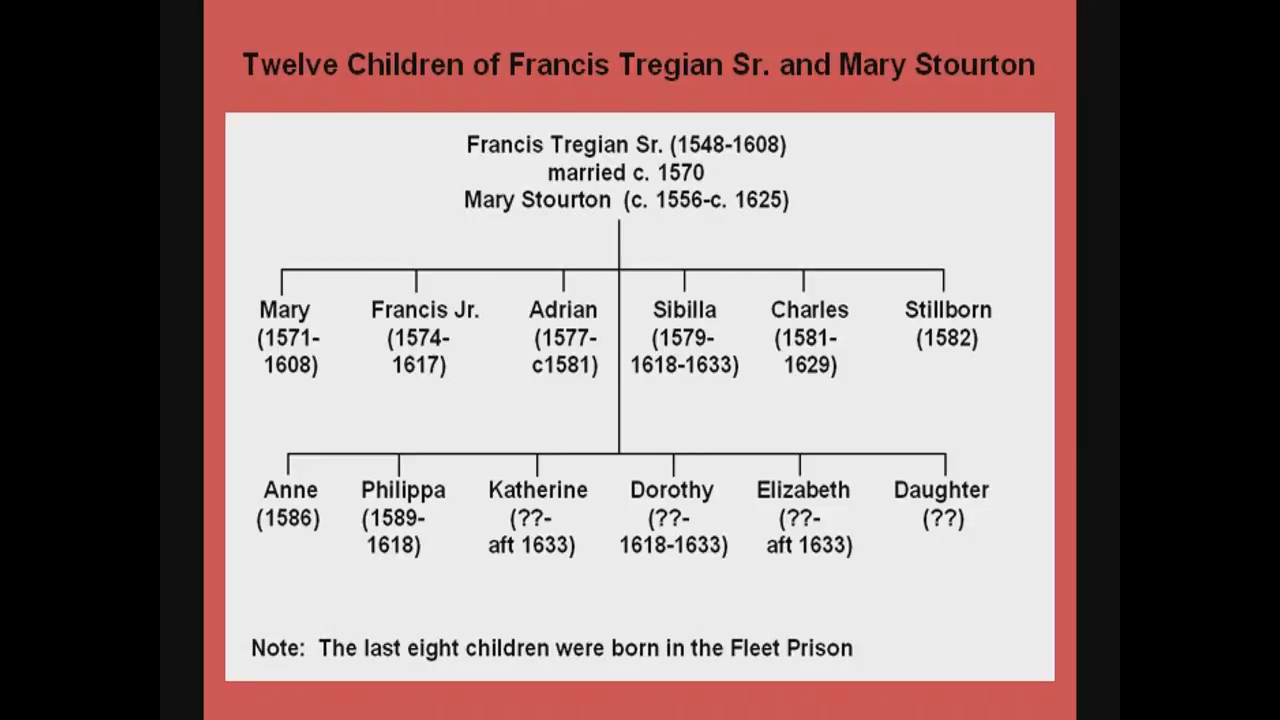 Twelve Children of Francis Tregian Sr. and Mary Stourton
Francis Tregian Sr. (1548-1608)
married c. 1570
Mary Stourton (c. 1556-c. 1625)
Mary Francis Jr. Adrian Sibilla Charles Stillborn
(1571- (1574- (1577- (1579- (1581- (1582)
1608) 1617) c1581) 1618-1633) 1629)
Anne Philippa Katherine Dorothy Elizabeth Daughter
(1586) (1589- (??- (??- (??- (??)
1618) aft 1633) 1618-1633) aft 1633)
Note: The last eight children were born in the Fleet Prison